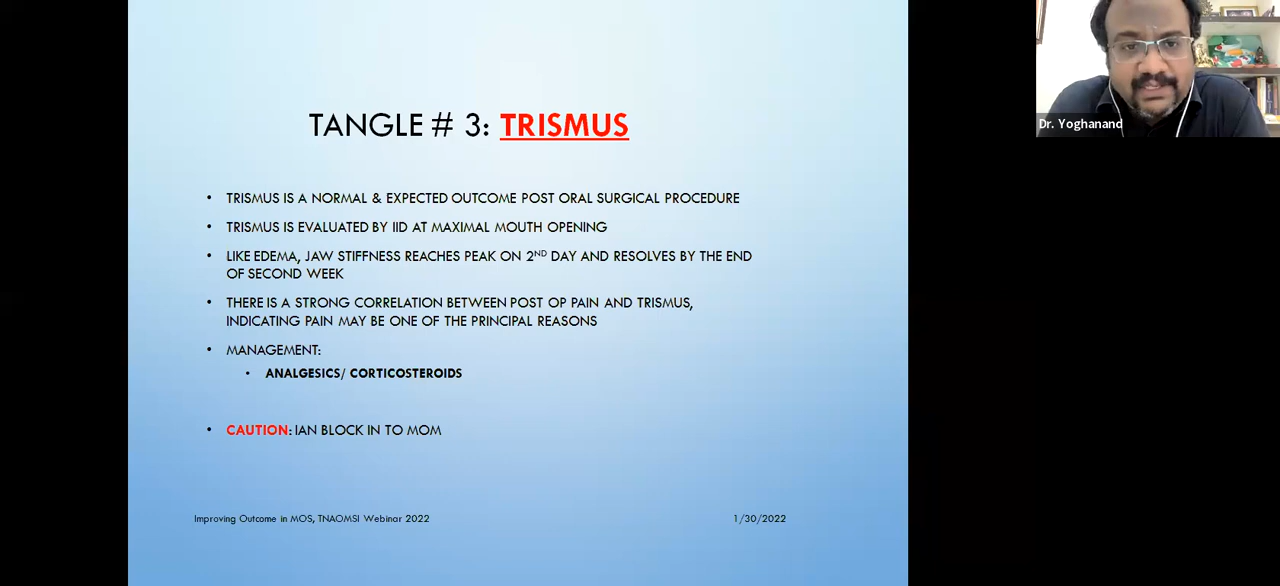 TANGLE # 3: TRISMUS
• TRISMUS IS A NORMAL & EXPECTED OUTCOME POST ORAL SURGICAL PROCEDURE
• TRISMUS IS EVALUATED BY IID AT MAXIMAL MOUTH OPENING
• LIKE EDEMA, JAW STIFFNESS REACHES PEAK ON 2ND DAY AND RESOLVES BY THE END
OF SECOND WEEK
• THERE IS A STRONG CORRELATION BETWEEN POST OP PAIN AND TRISMUS,
INDICATING PAIN MAY BE ONE OF THE PRINCIPAL REASONS
• MANAGEMENT:
• ANALGESICS/ CORTICOSTEROIDS
• CAUTION: IAN BLOCK IN TO MOM
Improving Outcome in MOS, TNAOMSI Webinar 2022
1/30/2022
Dr. Yoghanand